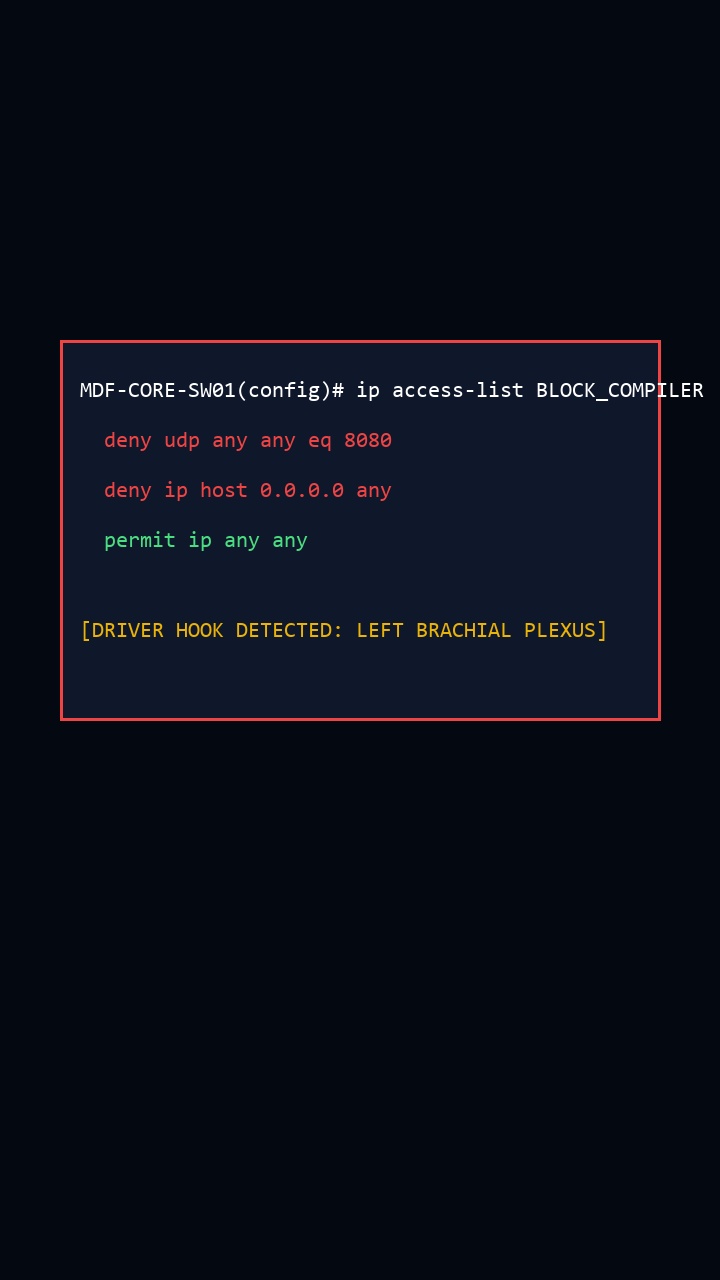 MDF-CORE-SW01(config)# ip access-list BLOCK_COMPILER
deny udp any any eq 8080
deny ip host 0.0.0.0 any
permit ip any any
[DRIVER HOOK DETECTED: LEFT BRACHIAL PLEXUS]